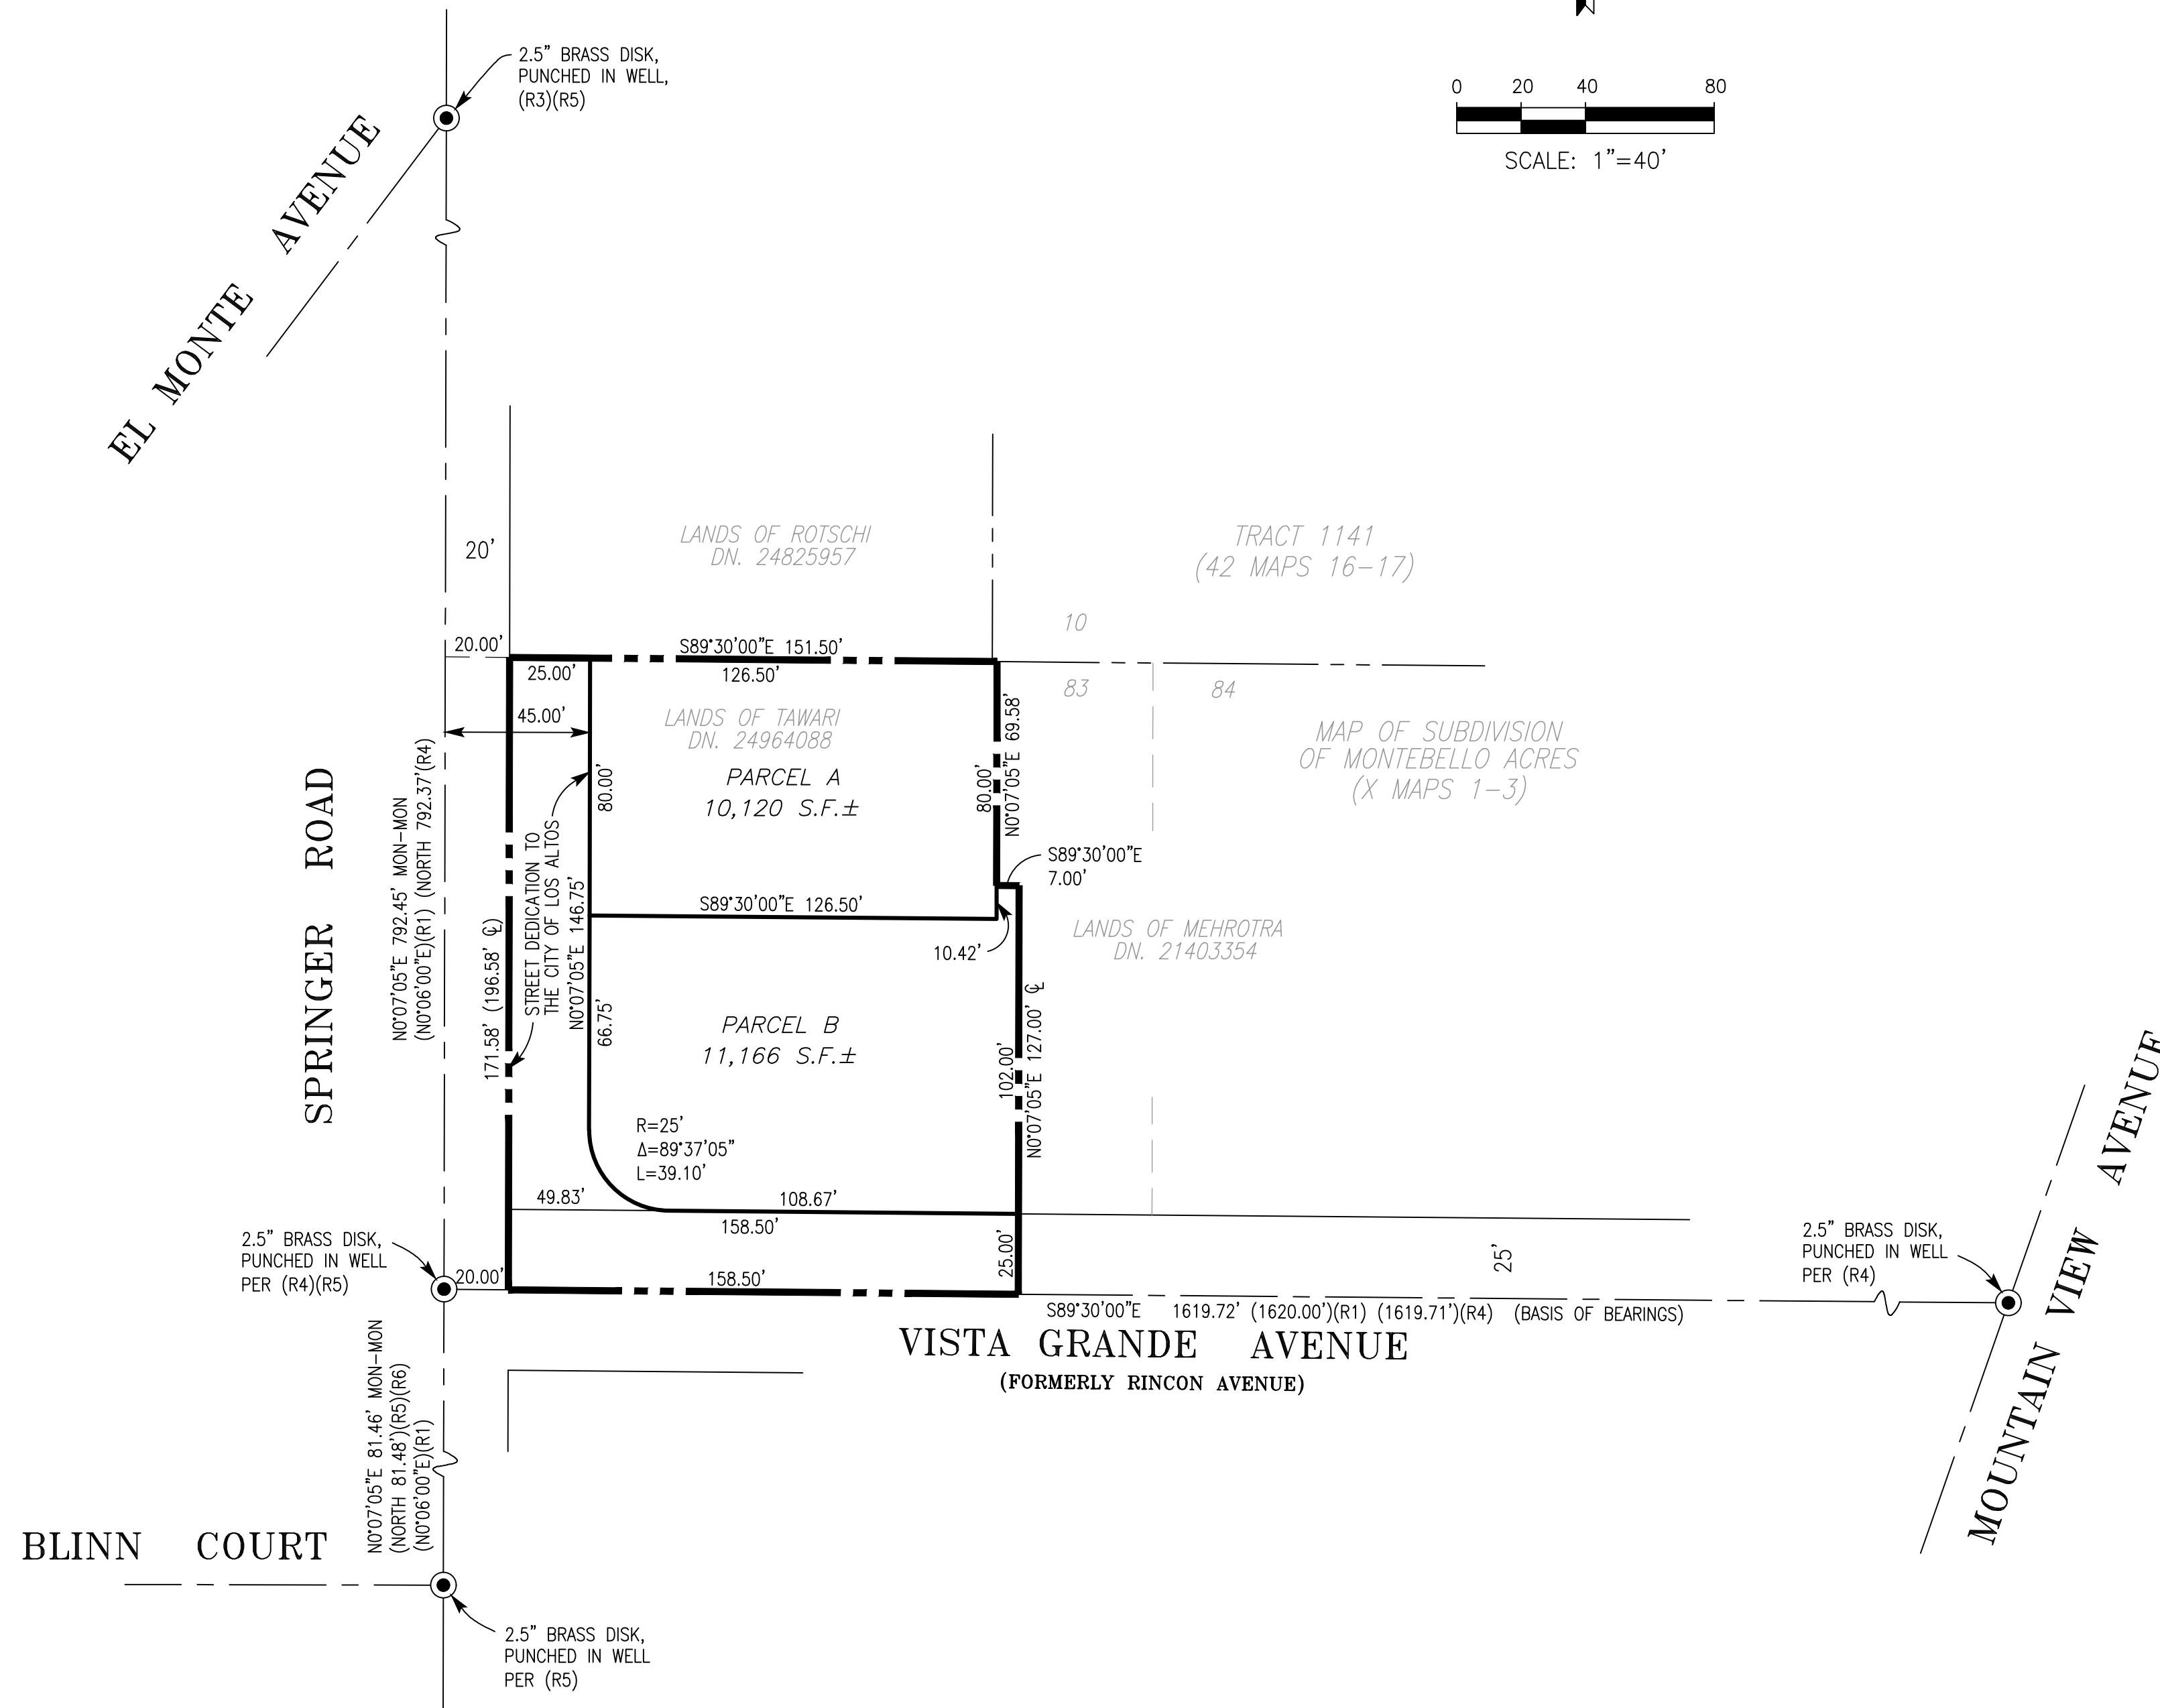 2.5" BRASS DISK,
PUNCHED IN WELL,
(R3)(R5)
0 20 40 80
SCALE: 1"=40'
EL MONTE AVENUE
20'
LANDS OF ROTSCHI
DN. 24825957
TRACT 1141
(42 MAPS 16-17)
10
20.00'
S89°30'00"E 151.50'
25.00'
126.50'
83
84
45.00'
LANDS OF TAWARI
DN. 24964088
PARCEL A
10,120 S.F.±
80.00'
80.00'
N0°07'05"E 69.58'
MAP OF SUBDIVISION
OF MONTEBELLO ACRES
(X MAPS 1-3)
SPRINGER ROAD
N0°07'05"E 792.45' MON-MON
(N0°06'00"E)(R1) (NORTH 792.37'(R4)
171.58' (196.58' ℄)
STREET DEDICATION TO
THE CITY OF LOS ALTOS
N0°07'05"E 146.75'
S89°30'00"E
7.00'
S89°30'00"E 126.50'
10.42'
LANDS OF MEHROTRA
DN. 21403354
66.75'
PARCEL B
11,166 S.F.±
102.00'
N0°07'05"E 127.00' ℄
R=25'
Δ=89°37'05"
L=39.10'
49.83'
108.67'
158.50'
25.00'
25'
2.5" BRASS DISK,
PUNCHED IN WELL
PER (R4)(R5)
20.00'
158.50'
2.5" BRASS DISK,
PUNCHED IN WELL
PER (R4)
S89°30'00"E 1619.72' (1620.00')(R1) (1619.71')(R4) (BASIS OF BEARINGS)
VISTA GRANDE AVENUE
(FORMERLY RINCON AVENUE)
MOUNTAIN VIEW AVENUE
N0°07'05"E 81.46' MON-MON
(NORTH 81.48')(R5)(R6)
(N0°06'00"E)(R1)
BLINN COURT
2.5" BRASS DISK,
PUNCHED IN WELL
PER (R5)